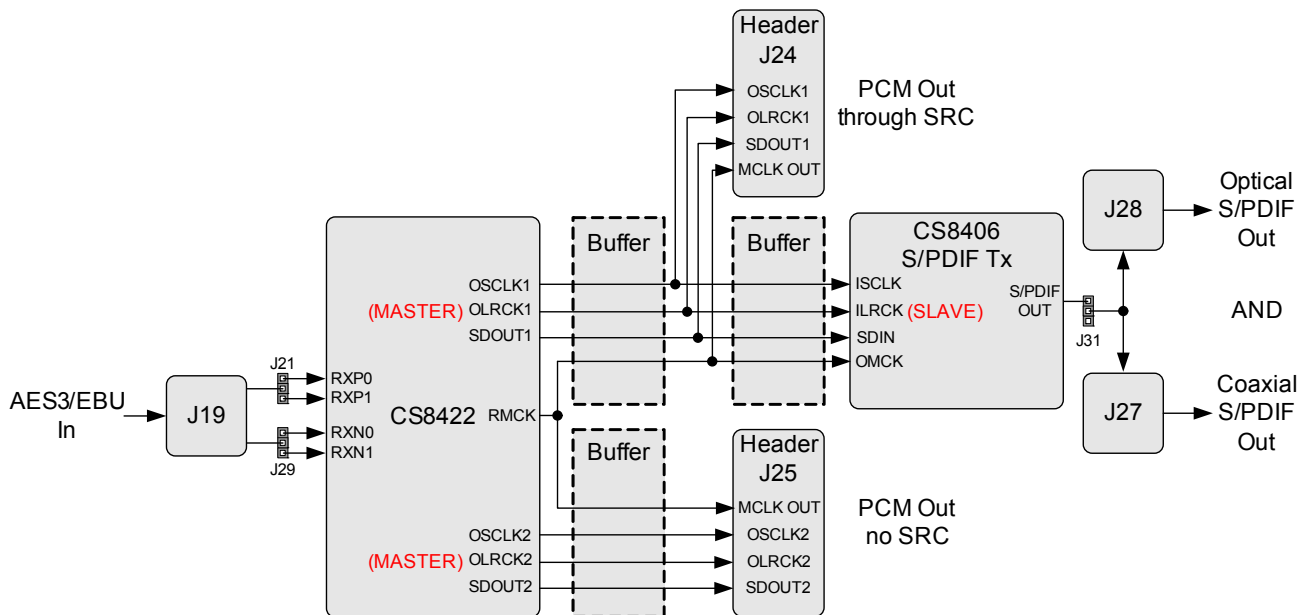 Header
J24
OSCLK1
OLRCK1
SDOUT1
MCLK OUT
PCM Out
through SRC
AES3/EBU
In
J19
J21
J29
RXP0
RXP1
RXN0
RXN1
CS8422
OSCLK1
(MASTER) OLRCK1
SDOUT1
RMCK
OSCLK2
(MASTER) OLRCK2
SDOUT2
Buffer
Buffer
Buffer
CS8406
S/PDIF Tx
ISCLK
ILRCK (SLAVE)
SDIN
OMCK
S/PDIF
OUT
J31
J28
Optical
S/PDIF
Out
AND
J27
Coaxial
S/PDIF
Out
Header
J25
MCLK OUT
OSCLK2
OLRCK2
SDOUT2
PCM Out
no SRC